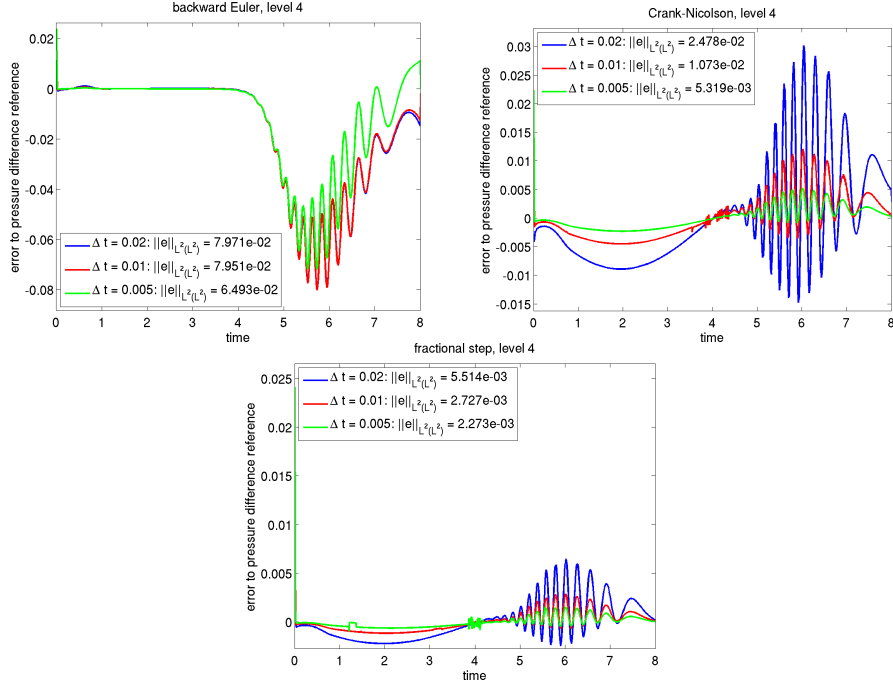 backward Euler, level 4
error to pressure difference reference
0.02
0
-0.02
-0.04
-0.06
-0.08
Δ t = 0.02: ||e||L²(L²) = 7.971e-02
Δ t = 0.01: ||e||L²(L²) = 7.951e-02
Δ t = 0.005: ||e||L²(L²) = 6.493e-02
0 1 2 3 4 5 6 7 8
time
Crank-Nicolson, level 4
error to pressure difference reference
0.03
0.025
0.02
0.015
0.01
0.005
0
-0.005
-0.01
-0.015
Δ t = 0.02: ||e||L²(L²) = 2.478e-02
Δ t = 0.01: ||e||L²(L²) = 1.073e-02
Δ t = 0.005: ||e||L²(L²) = 5.319e-03
0 1 2 3 4 5 6 7 8
time
fractional step, level 4
error to pressure difference reference
0.025
0.02
0.015
0.01
0.005
0
Δ t = 0.02: ||e||L²(L²) = 5.514e-03
Δ t = 0.01: ||e||L²(L²) = 2.727e-03
Δ t = 0.005: ||e||L²(L²) = 2.273e-03
0 1 2 3 4 5 6 7 8
time